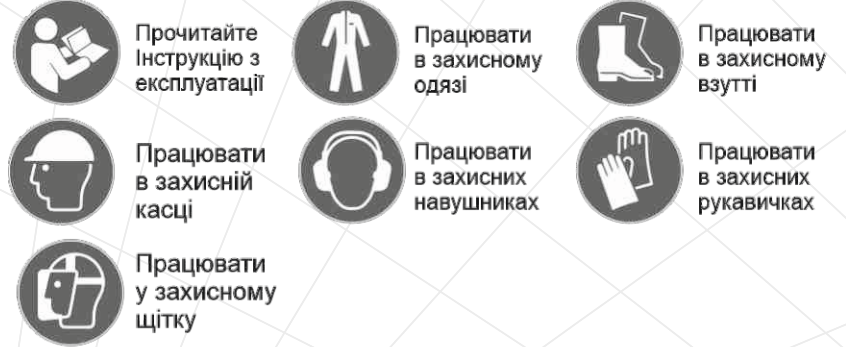 Прочитайте
Інструкцію з
експлуатації
Працювати
в захисному
одязі
Працювати
в захисному
взутті
Працювати
в захисній
касці
Працювати
в захисних
навушниках
Працювати
в захисних
рукавичках
Працювати
у захисному
щітку